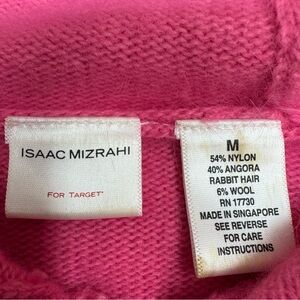 ISAAC MIZRAHI
FOR TARGET™
M
54% NYLON
40% ANGORA
RABBIT HAIR
6% WOOL
RN 17730
MADE IN SINGAPORE
SEE REVERSE
FOR CARE
INSTRUCTIONS